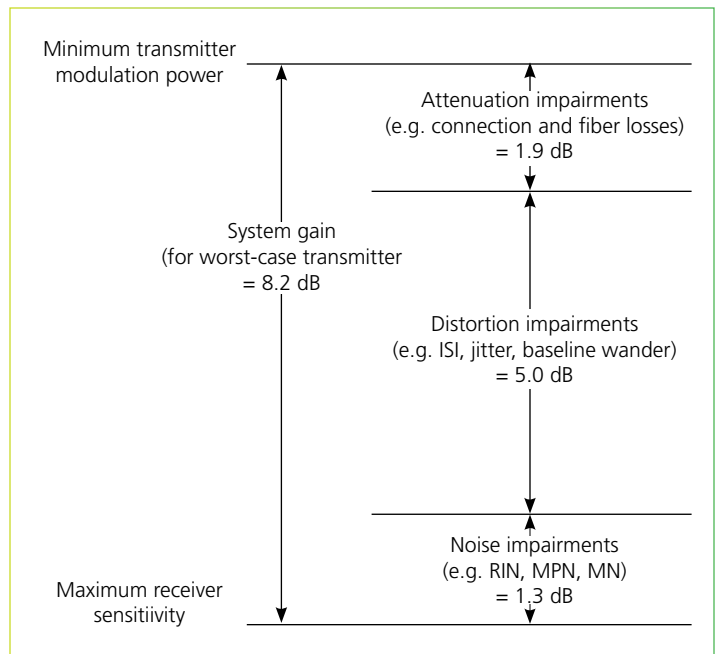 Minimum transmitter
modulation power
Attenuation impairments
(e.g. connection and fiber losses)
= 1.9 dB
System gain
(for worst-case transmitter
= 8.2 dB
Distortion impairments
(e.g. ISI, jitter, baseline wander)
= 5.0 dB
Noise impairments
(e.g. RIN, MPN, MN)
= 1.3 dB
Maximum receiver
sensitiivity